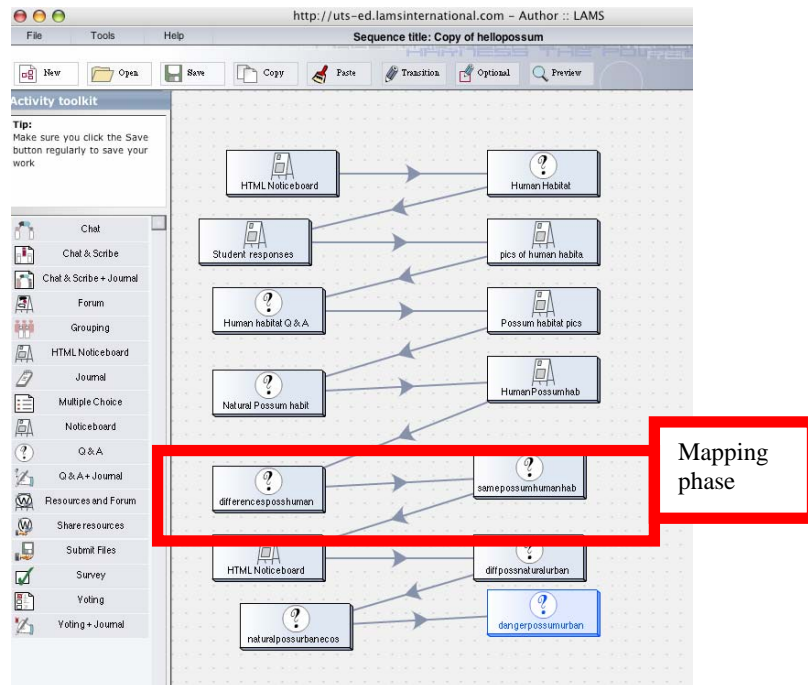 http://uts-ed.lamsinternational.com – Author :: LAMS
File Tools Help Sequence title: Copy of hellopossum
New Open Save Copy Paste Transition Optional Preview
Activity toolkit
Tip:
Make sure you click the Save
button regularly to save your
work
Chat
Chat & Scribe
Chat & Scribe + Journal
Forum
Grouping
HTML Noticeboard
Journal
Multiple Choice
Noticeboard
Q & A
Q & A + Journal
Resources and Forum
Share resources
Submit Files
Survey
Voting
Voting + Journal
HTML Noticeboard
Human Habitat
Student responses
pics of human habita
Human habitat Q & A
Possum habitat pics
Natural Possum habit
HumanPossumhab
differencesposshuman
samepossumhumanhab
HTML Noticeboard
diffpossnaturalurban
naturalpossurbanecos
dangerpossumurban
Mapping
phase